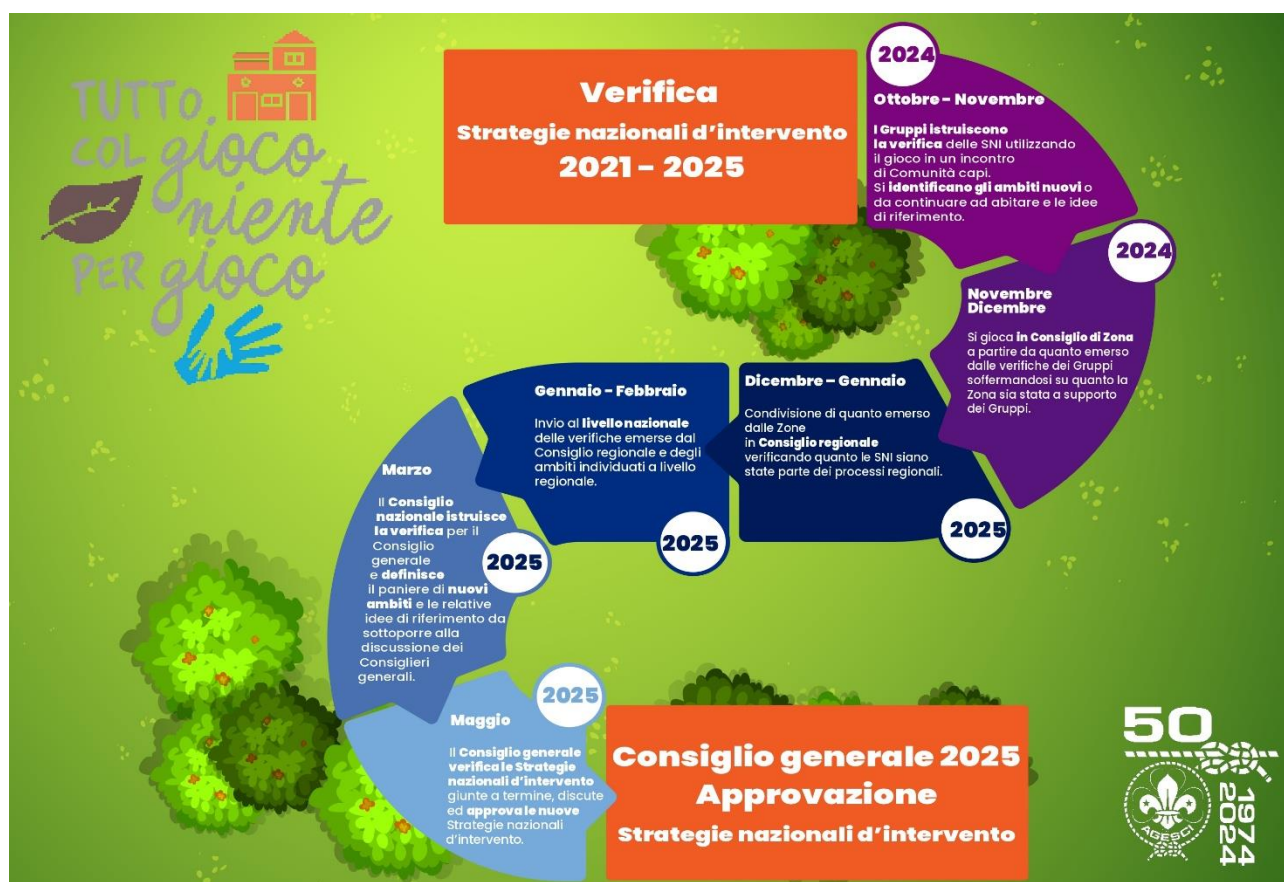 TUTTO
COL gioco
niente
PER gioco
Verifica
Strategie nazionali d’intervento
2021 – 2025
2024
Ottobre – Novembre
I Gruppi istruiscono
la verifica delle SNI utilizzando
il gioco in un incontro
di Comunità capi.
Si identificano gli ambiti nuovi o
da continuare ad abitare e le idee
di riferimento.
2024
Novembre
Dicembre
Si gioca in Consiglio di Zona
a partire da quanto emerso
dalle verifiche dei Gruppi
soffermandosi su quanto la
Zona sia stata a supporto
dei Gruppi.
Dicembre – Gennaio
Condivisione di quanto emerso
dalle Zone
in Consiglio regionale
verificando quanto le SNI siano
state parte dei processi regionali.
2025
Gennaio – Febbraio
Invio al livello nazionale
delle verifiche emerse dal
Consiglio regionale e degli
ambiti individuati a livello
regionale.
2025
Marzo
Il Consiglio
nazionale istruisce
la verifica per il
Consiglio
generale
e definisce
il paniere di nuovi
ambiti e le relative
idee di riferimento da
sottoporre alla
discussione dei
Consiglieri
generali.
2025
2025
Maggio
Il Consiglio generale
verifica le Strategie
nazionali d’intervento
giunte a termine, discute
ed approva le nuove
Strategie nazionali
d’intervento.
Consiglio generale 2025
Approvazione
Strategie nazionali d’intervento
50
1974
2024
AGESCI